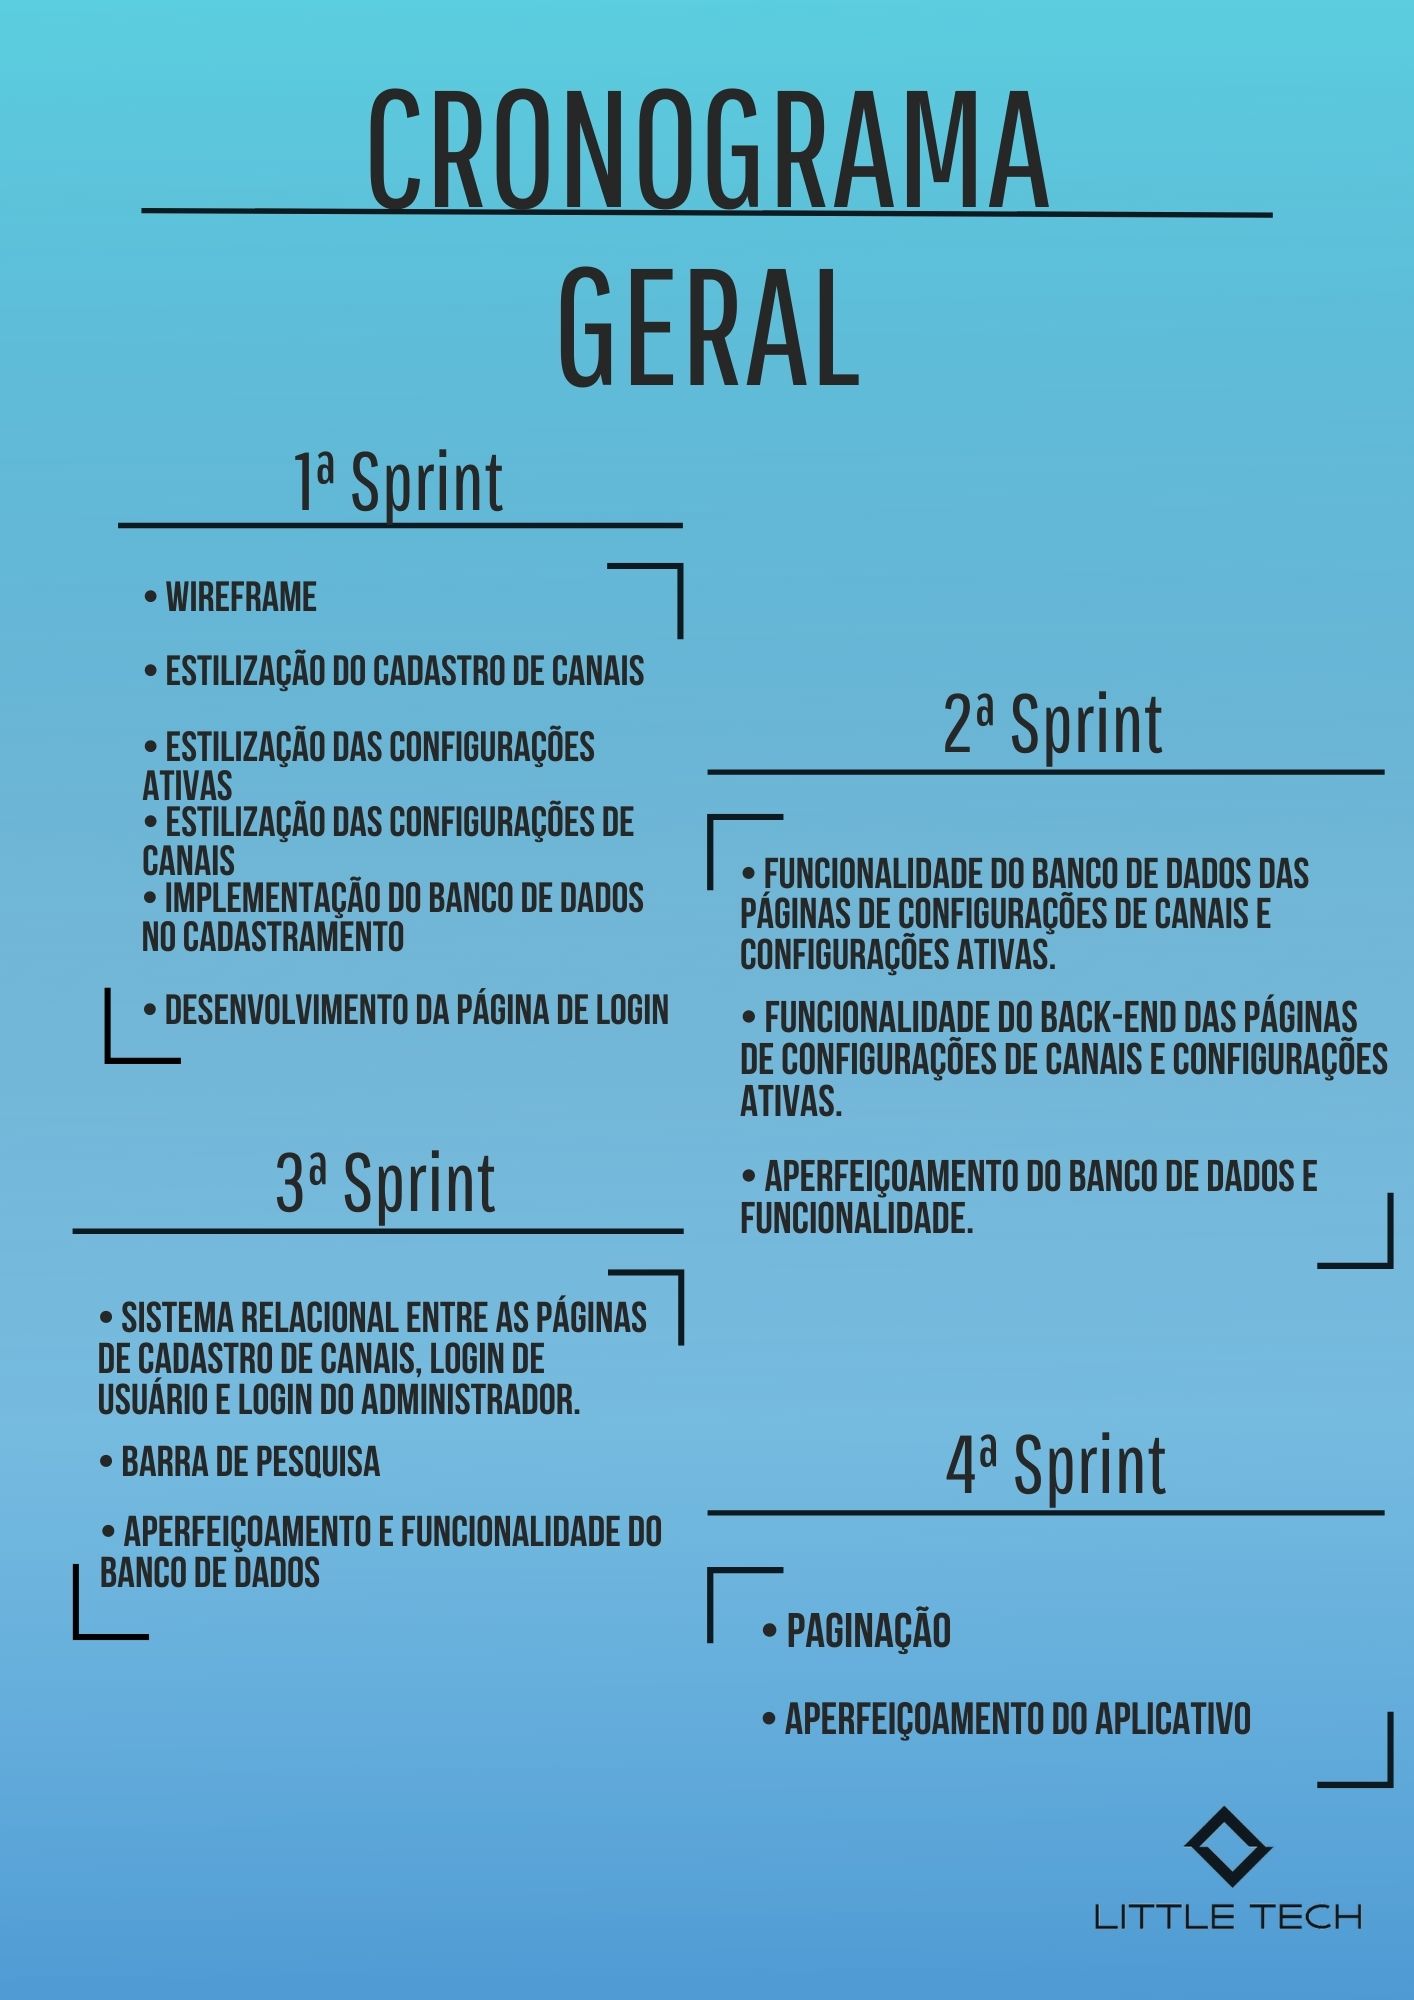 CRONOGRAMA
GERAL
1ª Sprint
• WIREFRAME
• ESTILIZAÇÃO DO CADASTRO DE CANAIS
• ESTILIZAÇÃO DAS CONFIGURAÇÕES
ATIVAS
• ESTILIZAÇÃO DAS CONFIGURAÇÕES DE
CANAIS
• IMPLEMENTAÇÃO DO BANCO DE DADOS
NO CADASTRAMENTO
• DESENVOLVIMENTO DA PÁGINA DE LOGIN
2ª Sprint
• FUNCIONALIDADE DO BANCO DE DADOS DAS
PÁGINAS DE CONFIGURAÇÕES DE CANAIS E
CONFIGURAÇÕES ATIVAS.
• FUNCIONALIDADE DO BACK-END DAS PÁGINAS
DE CONFIGURAÇÕES DE CANAIS E CONFIGURAÇÕES
ATIVAS.
• APERFEIÇOAMENTO DO BANCO DE DADOS E
FUNCIONALIDADE.
3ª Sprint
• SISTEMA RELACIONAL ENTRE AS PÁGINAS
DE CADASTRO DE CANAIS, LOGIN DE
USUÁRIO E LOGIN DO ADMINISTRADOR.
• BARRA DE PESQUISA
• APERFEIÇOAMENTO E FUNCIONALIDADE DO
BANCO DE DADOS
4ª Sprint
• PAGINAÇÃO
• APERFEIÇOAMENTO DO APLICATIVO
LITTLE TECH